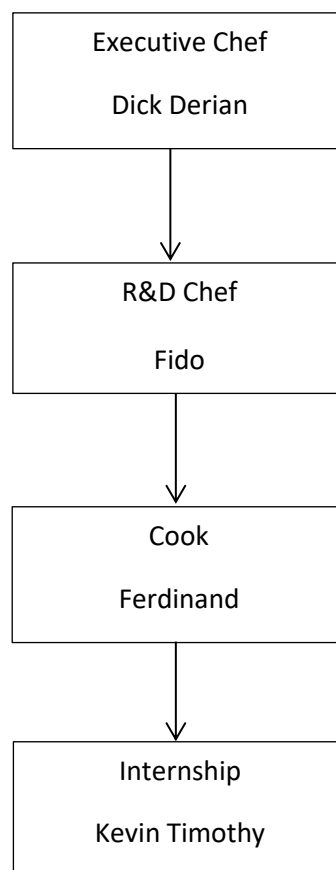 Executive Chef
Dick Derian
R&D Chef
Fido
Cook
Ferdinand
Internship
Kevin Timothy